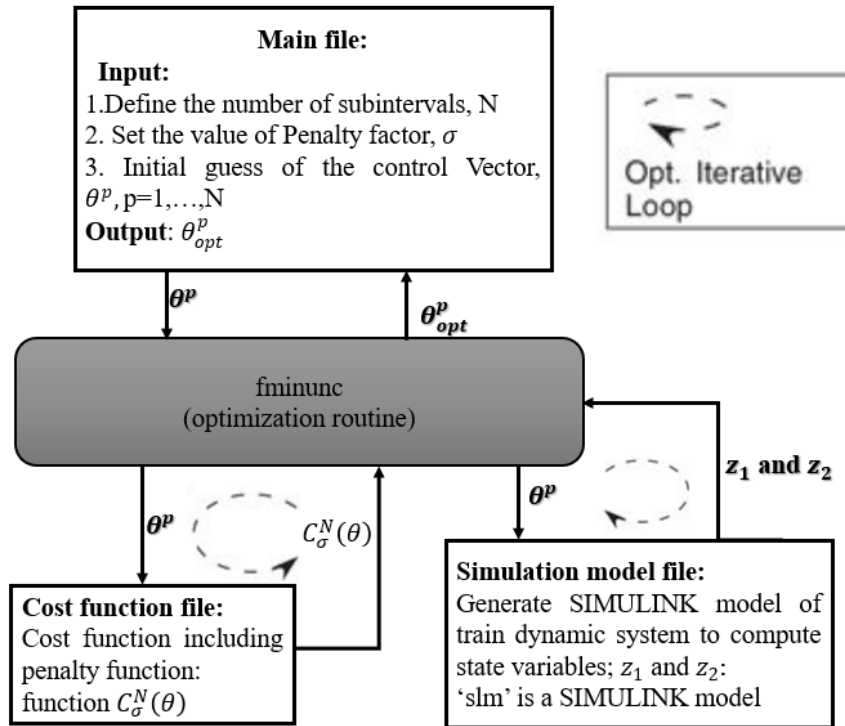 Main file:
Input:
1.Define the number of subintervals, N
2. Set the value of Penalty factor, σ
3. Initial guess of the control Vector,
θ^p, p=1,…,N
Output: θ^p_opt
Opt. Iterative
Loop
θ^p
θ^p_opt
fminunc
(optimization routine)
θ^p
C_σ^N(θ)
θ^p
z_1 and z_2
Cost function file:
Cost function including
penalty function:
function C_σ^N(θ)
Simulation model file:
Generate SIMULINK model of
train dynamic system to compute
state variables; z_1 and z_2:
‘slm’ is a SIMULINK model